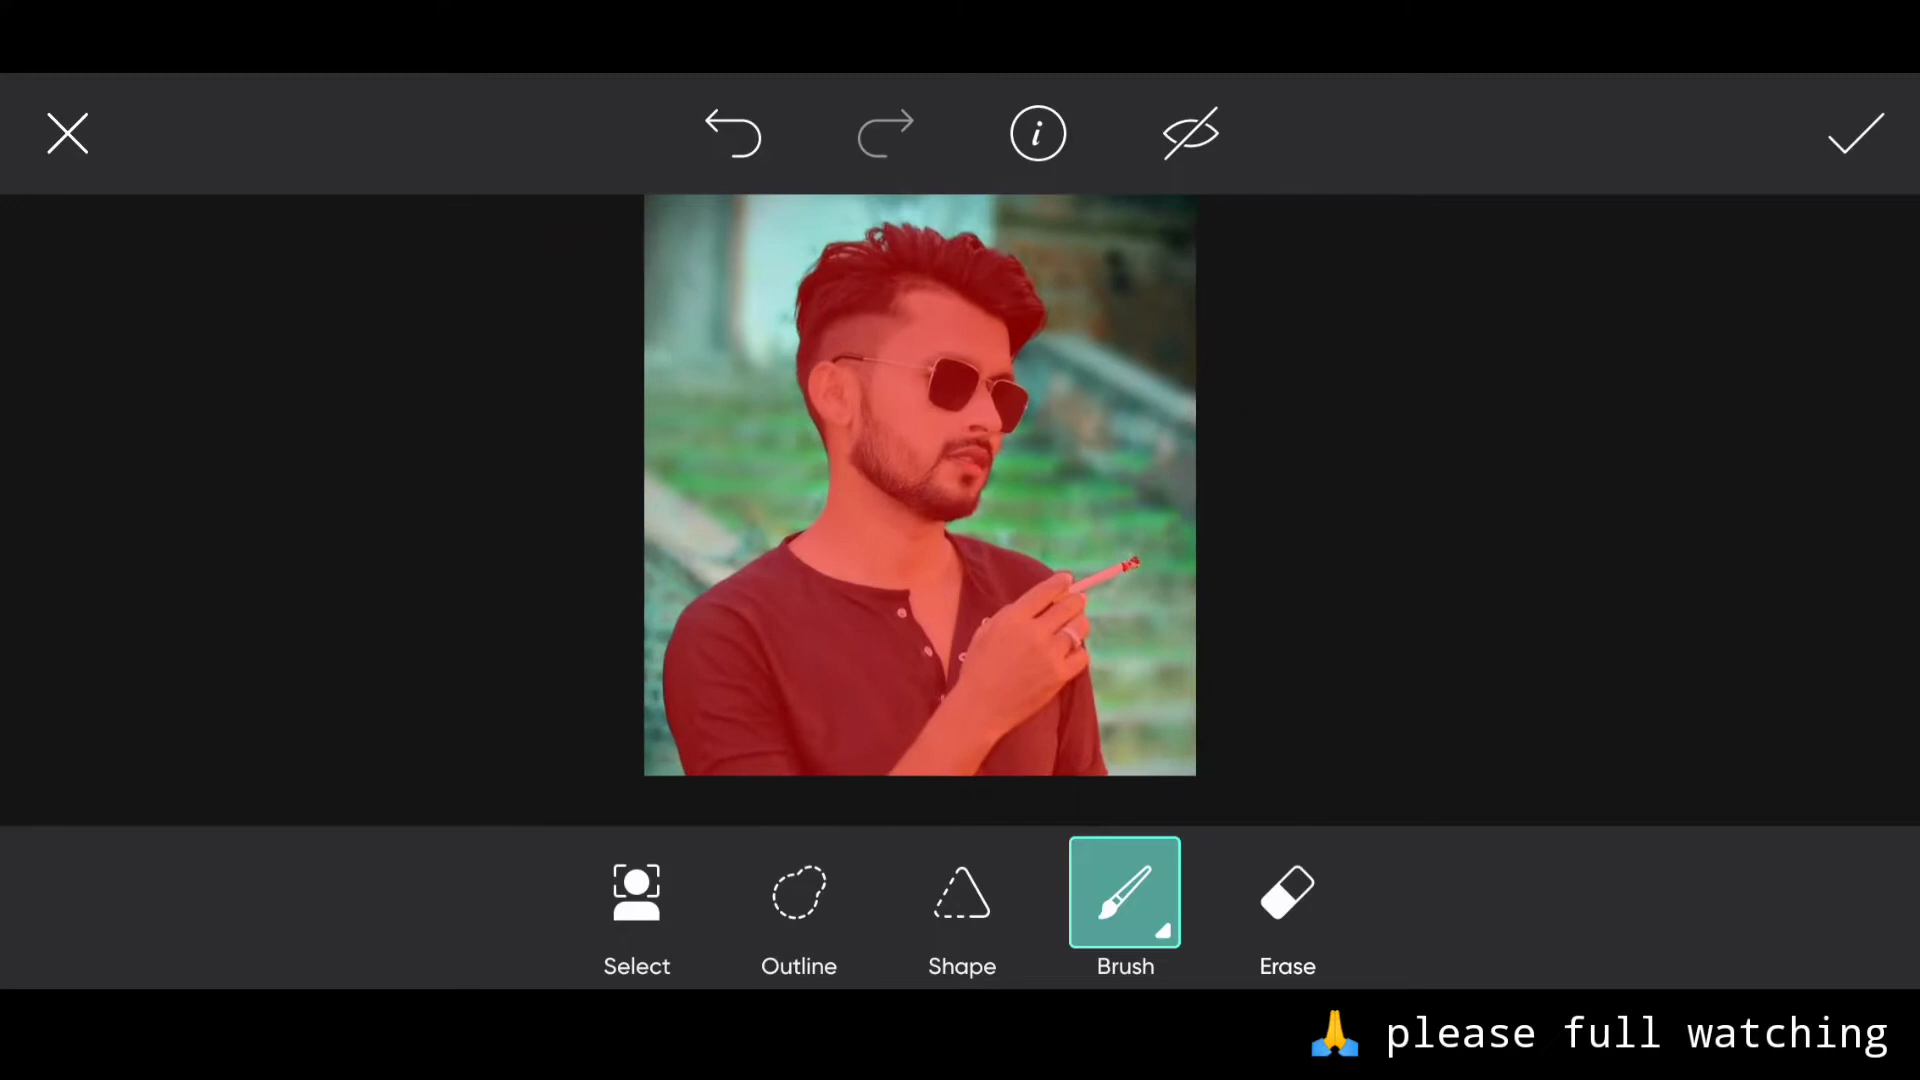 Select
Outline
Shape
Brush
Erase
🙏 please full watching